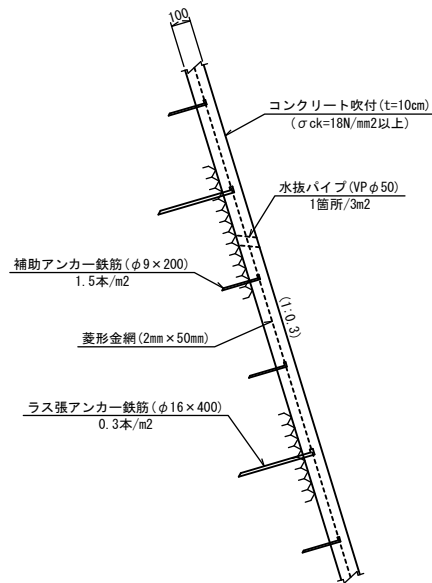 100
コンクリート吹付(t=10cm)
(σck=18N/mm2以上)
水抜パイプ(VPφ50)
1箇所/3m2
補助アンカー鉄筋(φ9×200)
1.5本/m2
(1:0.3)
菱形金網(2mm×50mm)
ラス張アンカー鉄筋(φ16×400)
0.3本/m2